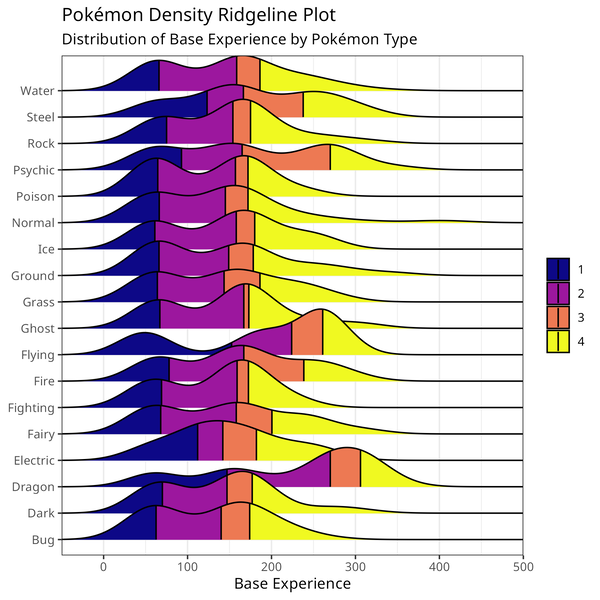 Pokémon Density Ridgeline Plot
Distribution of Base Experience by Pokémon Type
Water
Steel
Rock
Psychic
Poison
Normal
Ice
Ground
Grass
Ghost
Flying
Fire
Fighting
Fairy
Electric
Dragon
Dark
Bug
0 100 200 300 400 500
Base Experience
1
2
3
4